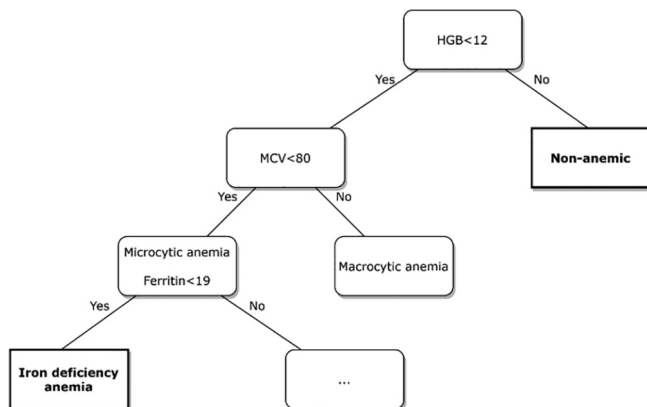 HGB<12
Yes
No
MCV<80
Non-anemic
Yes
No
Microcytic anemia
Ferritin<19
Macrocytic anemia
Yes
No
Iron deficiency
anemia
...